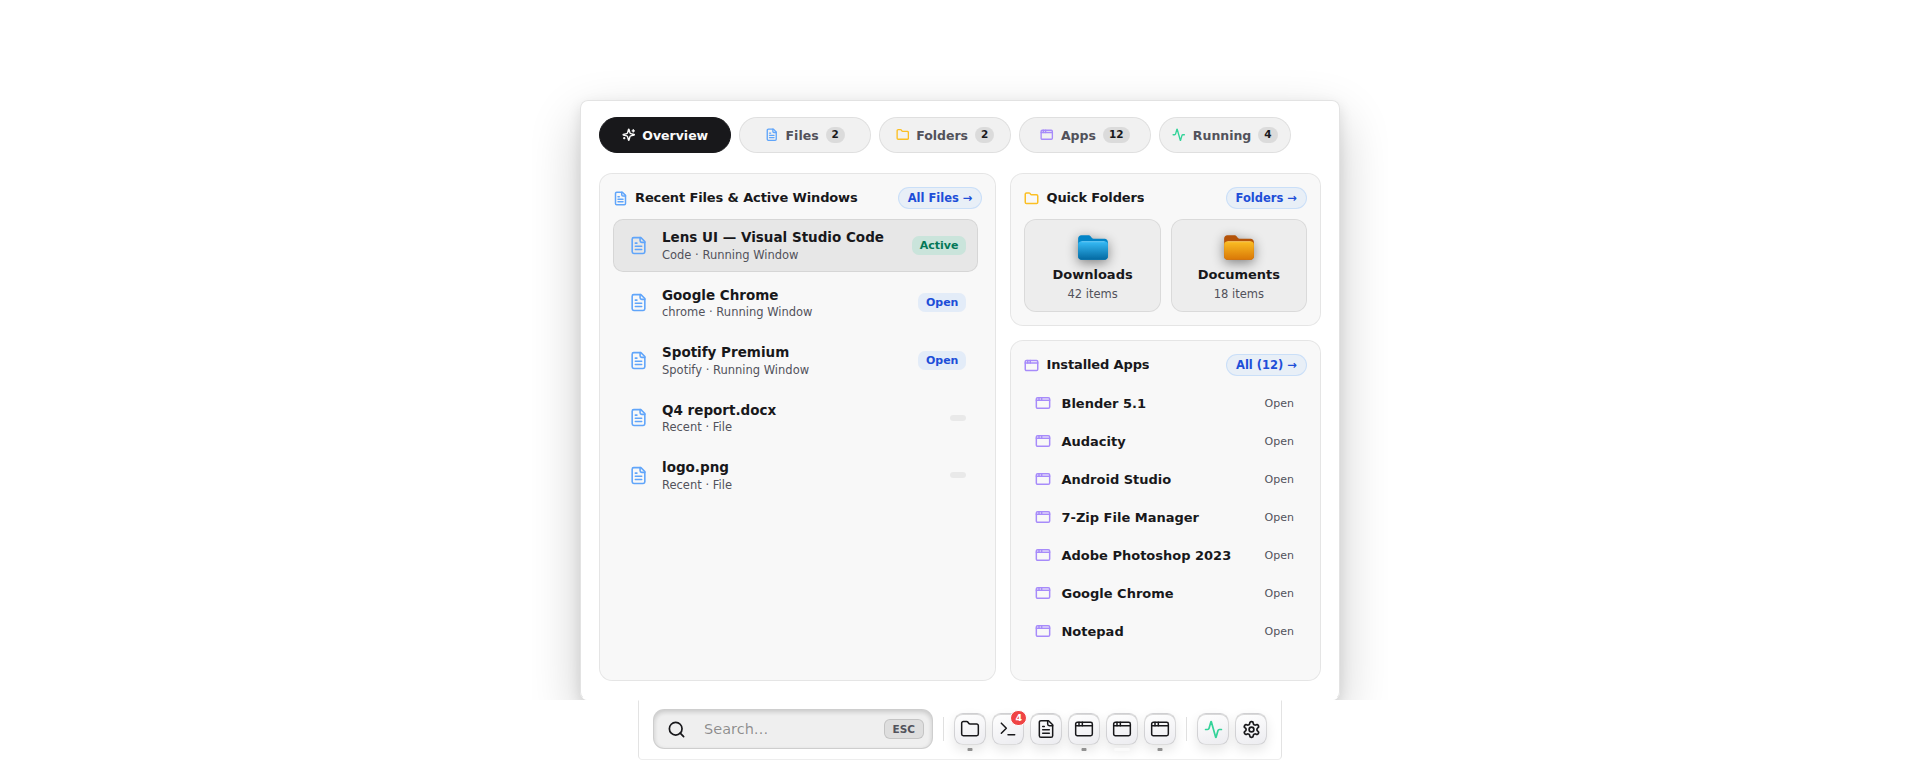 Overview
Files 2
Folders 2
Apps 12
Running 4
Recent Files & Active Windows
All Files →
Lens UI — Visual Studio Code
Code · Running Window
Active
Google Chrome
chrome · Running Window
Open
Spotify Premium
Spotify · Running Window
Open
Q4 report.docx
Recent · File
logo.png
Recent · File
Quick Folders
Folders →
Downloads
42 items
Documents
18 items
Installed Apps
All (12) →
Blender 5.1 Open
Audacity Open
Android Studio Open
7-Zip File Manager Open
Adobe Photoshop 2023 Open
Google Chrome Open
Notepad Open
Search...
ESC
4